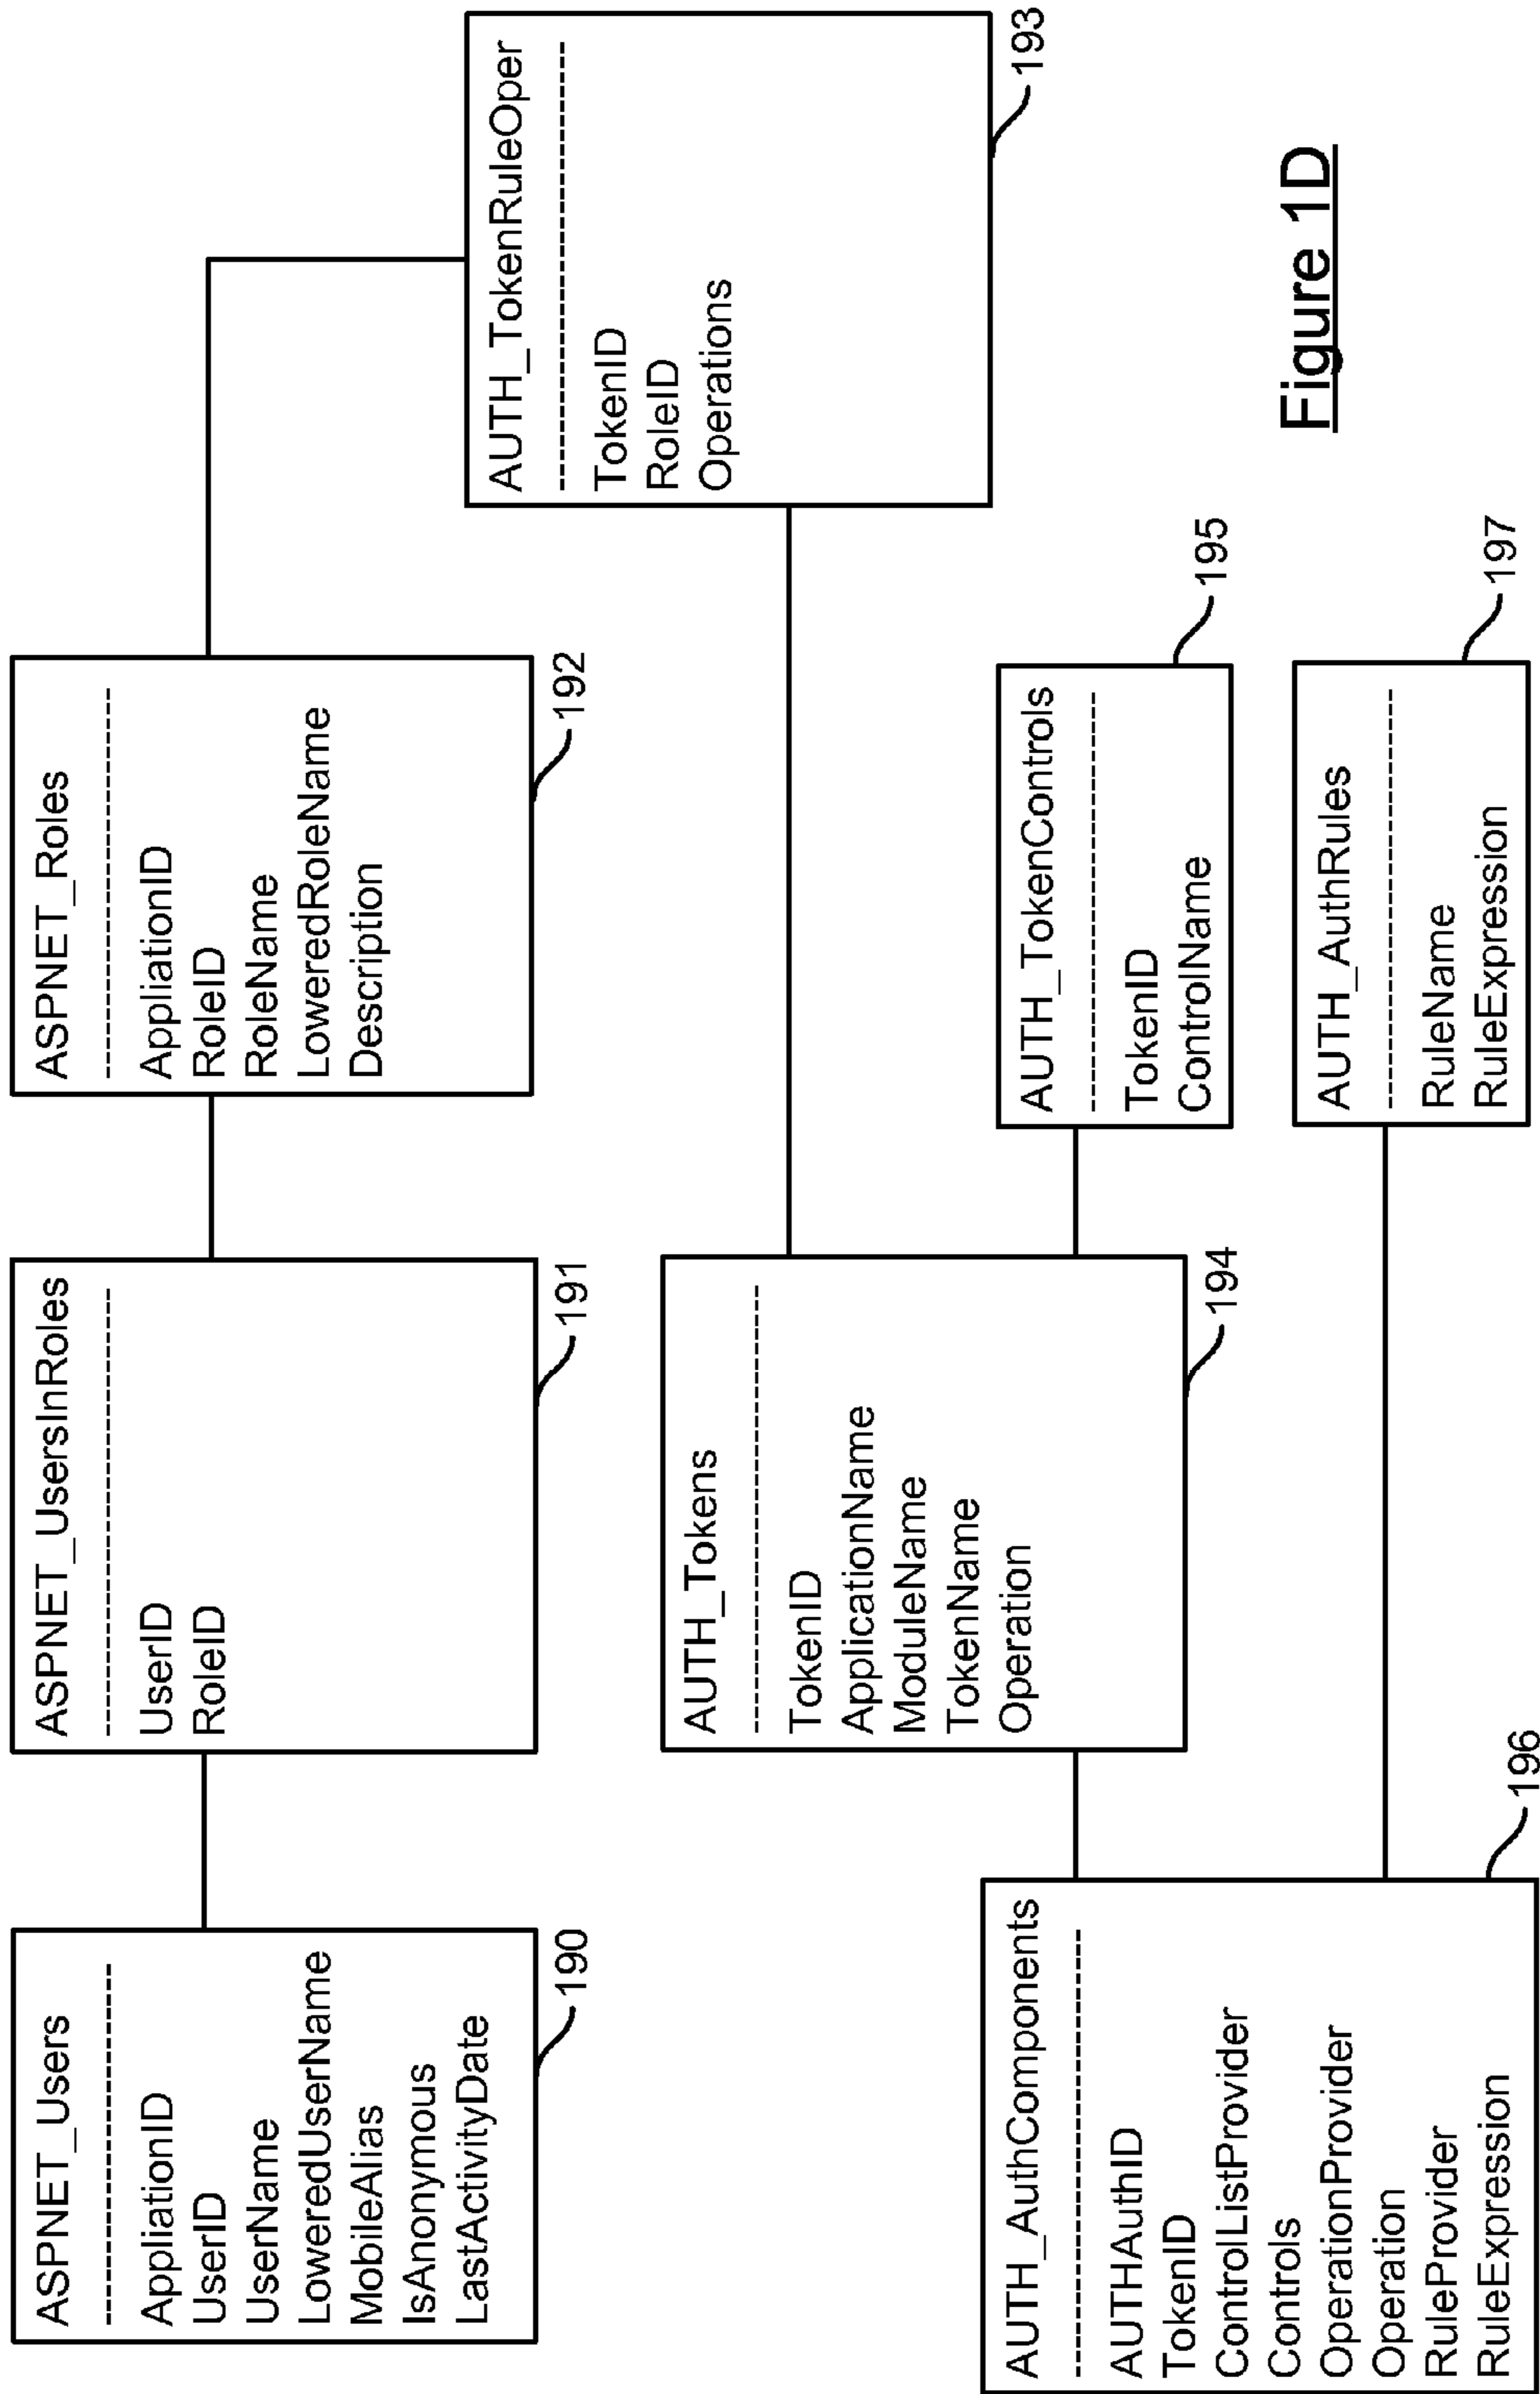 ASPNET_Users
AppliationID
UserID
UserName
LoweredUserName
MobileAlias
IsAnonymous
LastActivityDate
190
ASPNET_UsersInRoles
UserID
RoleID
191
ASPNET_Roles
AppliationID
RoleID
RoleName
LoweredRoleName
Description
192
AUTH_TokenRuleOper
TokenID
RoleID
Operations
193
AUTH_Tokens
TokenID
ApplicationName
ModuleName
TokenName
Operation
194
AUTH_TokenControls
TokenID
ControlName
195
AUTH_AuthComponents
AUTHAuthID
TokenID
ControlListProvider
Controls
OperationProvider
Operation
RuleProvider
RuleExpression
196
AUTH_AuthRules
RuleName
RuleExpression
197
Figure 1D